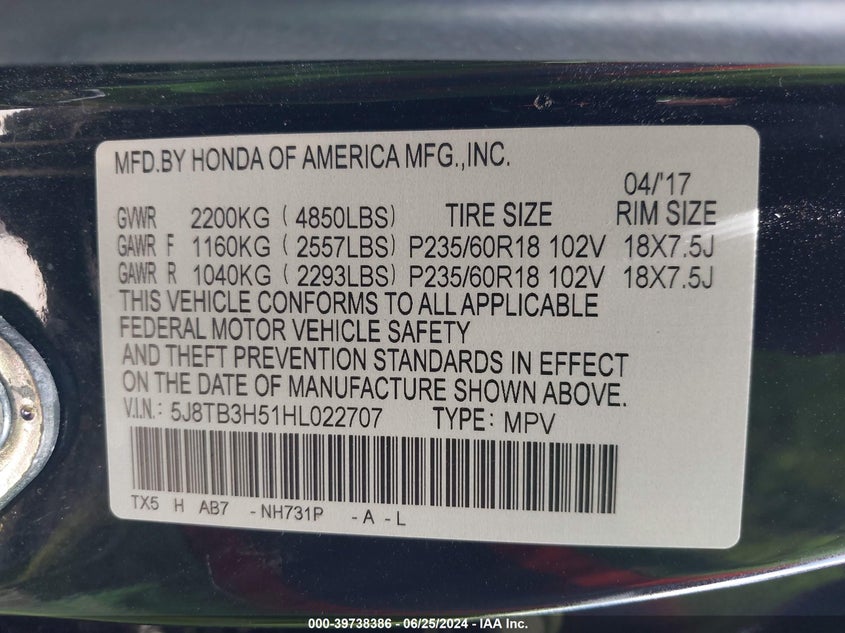 MFD.BY HONDA OF AMERICA MFG.,INC.
04/'17
GVWR 2200KG ( 4850LBS) TIRE SIZE RIM SIZE
GAWR F 1160KG ( 2557LBS) P235/60R18 102V 18X7.5J
GAWR R 1040KG ( 2293LBS) P235/60R18 102V 18X7.5J
THIS VEHICLE CONFORMS TO ALL APPLICABLE
FEDERAL MOTOR VEHICLE SAFETY
AND THEFT PREVENTION STANDARDS IN EFFECT
ON THE DATE OF MANUFACTURE SHOWN ABOVE.
V.I.N.: 5J8TB3H51HL022707 TYPE: MPV
TX5 H AB7 -NH731P -A -L
000-39738386 - 06/25/2024 - IAA Inc.